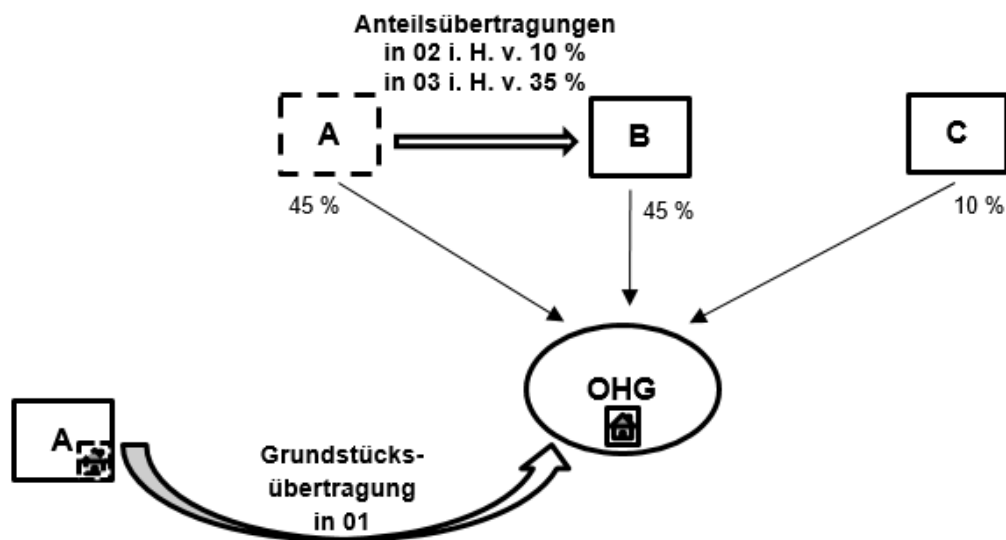 Anteilsübertragungen
in 02 i. H. v. 10 %
in 03 i. H. v. 35 %
A
B
C
45 %
45 %
10 %
OHG
A
Grundstücks-
übertragung
in 01